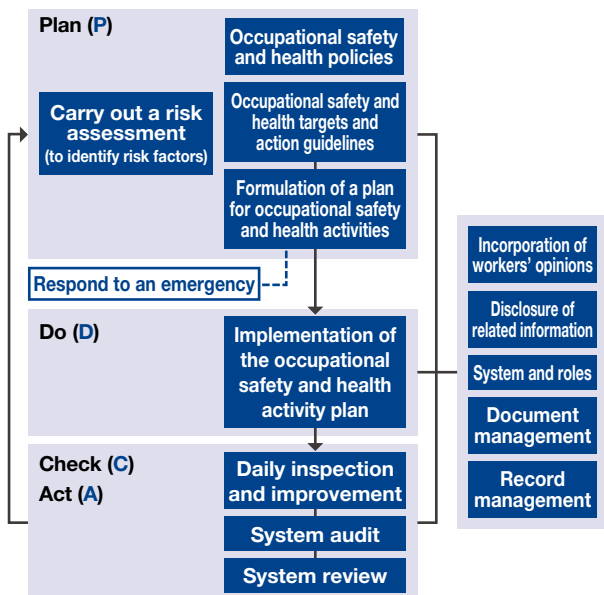 Plan (P)
Occupational safety
and health policies
Carry out a risk
assessment
(to identify risk factors)
Occupational safety and
health targets and
action guidelines
Formulation of a plan
for occupational safety
and health activities
Respond to an emergency
Do (D)
Implementation of
the occupational
safety and health
activity plan
Check (C)
Act (A)
Daily inspection
and improvement
System audit
System review
Incorporation of
workers' opinions
Disclosure of
related information
System and roles
Document
management
Record
management